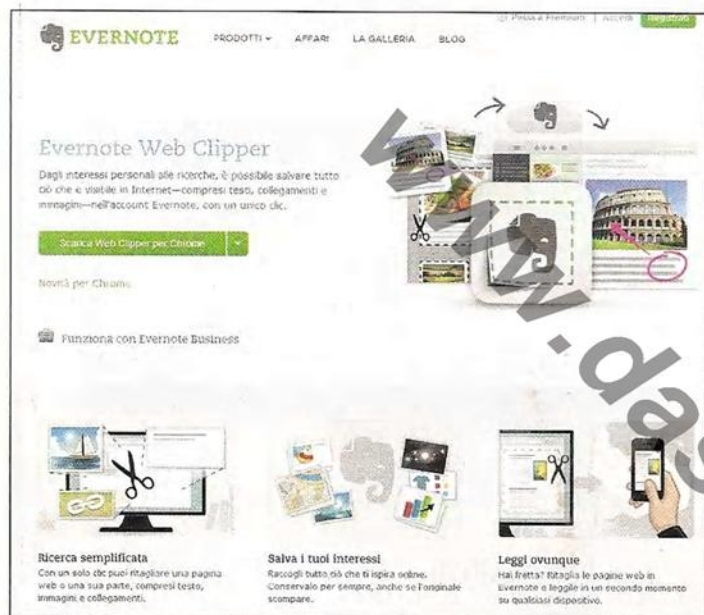 Passa a Premium | Accedi Registrati
EVERNOTE PRODOTTI AFFARI LA GALLERIA BLOG
Evernote Web Clipper
Dagli interessi personali alle ricerche, è possibile salvare tutto
ciò che è visibile in Internet—compresi testi, collegamenti e
immagini—nell'account Evernote, con un unico clic.
Scarica Web Clipper per Chrome
Novità per Chrome
Funziona con Evernote Business
Ricerca semplificata
Con un solo clic puoi ritagliare una pagina
web o una sua parte, compresi testo,
immagini e collegamenti.
Salva i tuoi interessi
Raccogli tutto ciò che ti ispira online.
Conservalo per sempre, anche se l'originale
scompare.
Leggi ovunque
Hai fretta? Ritaglia le pagine web in
Evernote e leggile in un secondo momento
su qualsiasi dispositivo.
www.das